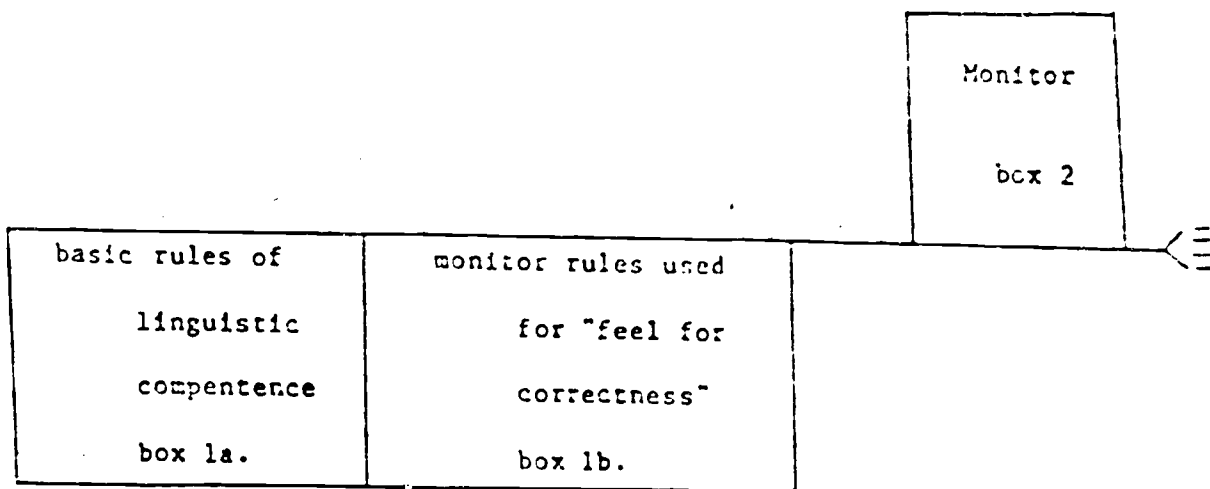 Monitor
box 2
basic rules of
linguistic
compentence
box 1a.
monitor rules used
for "feel for
correctness"
box 1b.